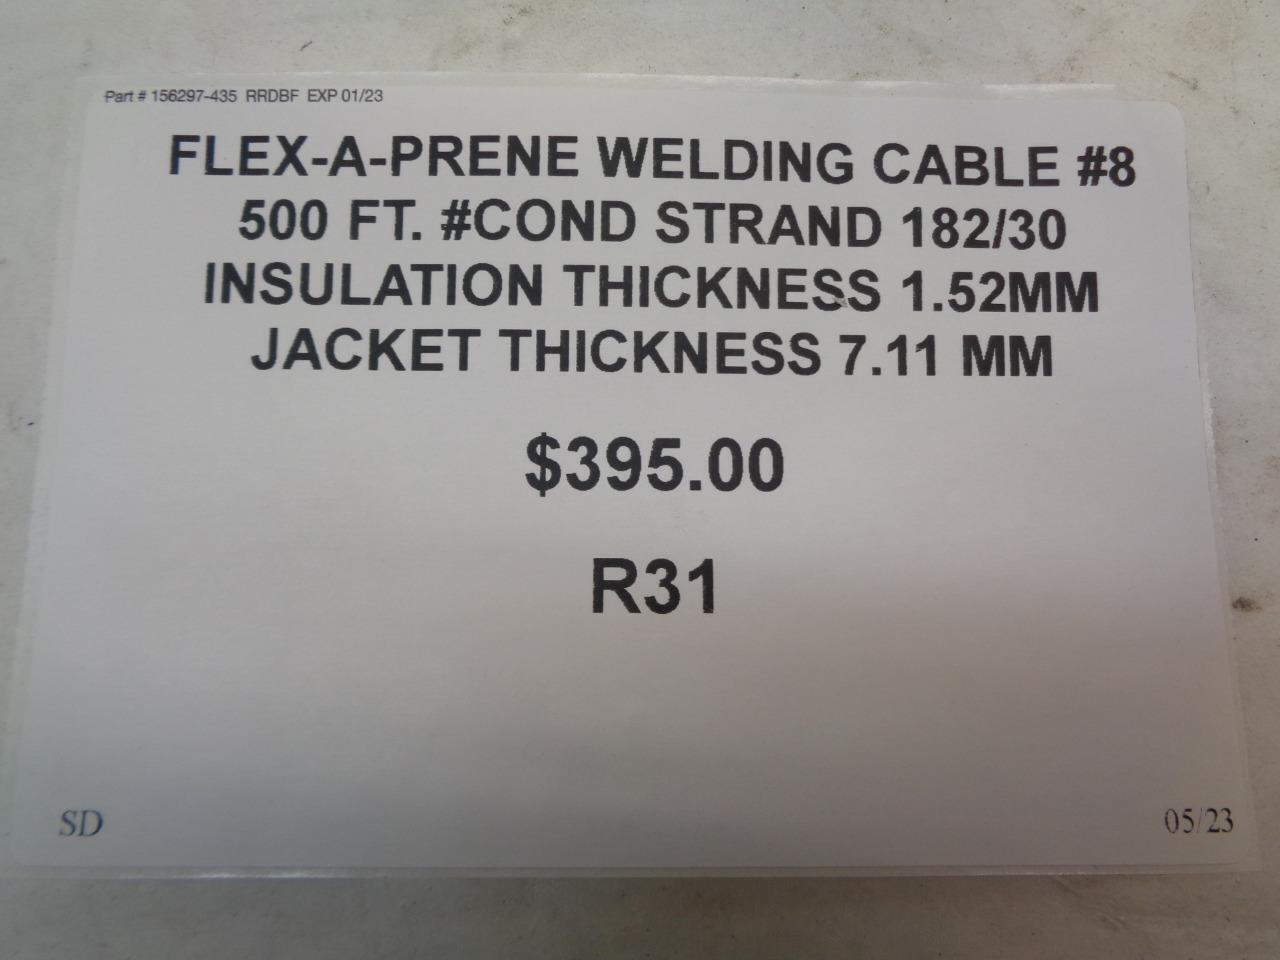 Part # 156297-435 RRDBF EXP 01/23
FLEX-A-PRENE WELDING CABLE #8
500 FT. #COND STRAND 182/30
INSULATION THICKNESS 1.52MM
JACKET THICKNESS 7.11 MM
$395.00
R31
SD
05/23